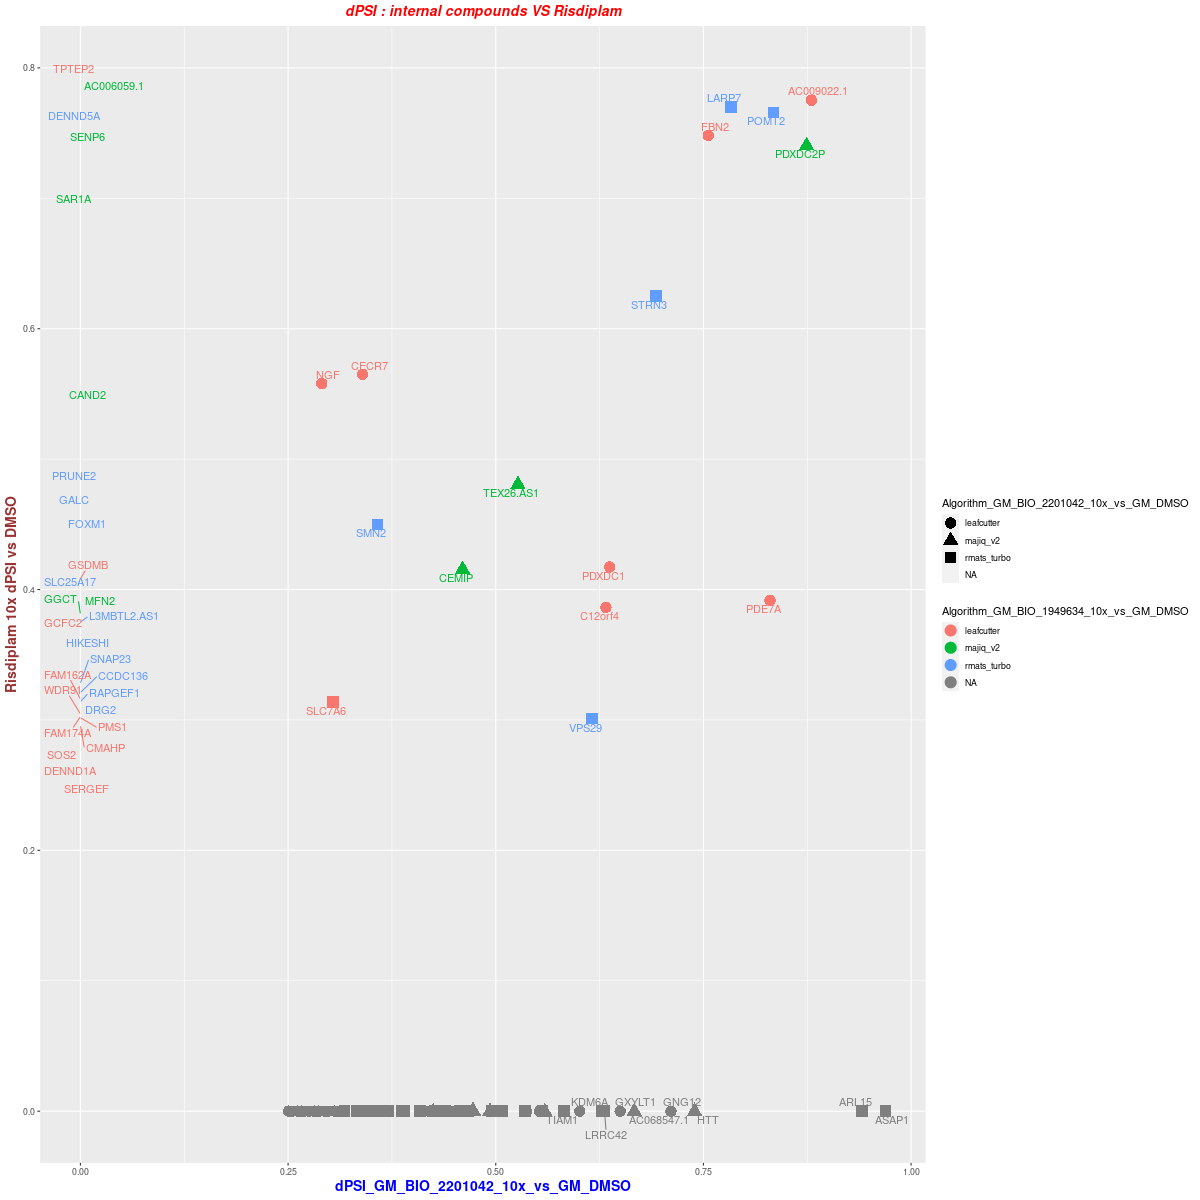 dPSI : internal compounds VS Risdiplam
Risdiplam 10x dPSI vs DMSO
0.8
0.6
0.4
0.2
0.0
TPTEP2
AC006059.1
DENND5A
SENP6
SAR1A
CAND2
PRUNE2
GALC
FOXM1
GSDMB
SLC25A17
GGCT
MFN2
L3MBTL2.AS1
GCFC2
HIKESHI
SNAP23
FAM162A
CCDC136
WDR91
RAPGEF1
DRG2
PMS1
FAM174A
CMAHP
SOS2
DENND1A
SERGEF
AC009022.1
LARP7
POMT2
FBN2
PDXDC2P
STRN3
CECR7
NGF
TEX26.AS1
SMN2
CEMIP
PDXDC1
PDE7A
C12orf4
SLC7A6
VPS29
KDM6A
GXYLT1
GNG12
ARL15
TIAM1
AC068547.1
HTT
ASAP1
LRRC42
0.00
0.25
0.50
0.75
1.00
dPSI_GM_BIO_2201042_10x_vs_GM_DMSO
Algorithm_GM_BIO_2201042_10x_vs_GM_DMSO
leafcutter
majiq_v2
rmats_turbo
NA
Algorithm_GM_BIO_1949634_10x_vs_GM_DMSO
leafcutter
majiq_v2
rmats_turbo
NA